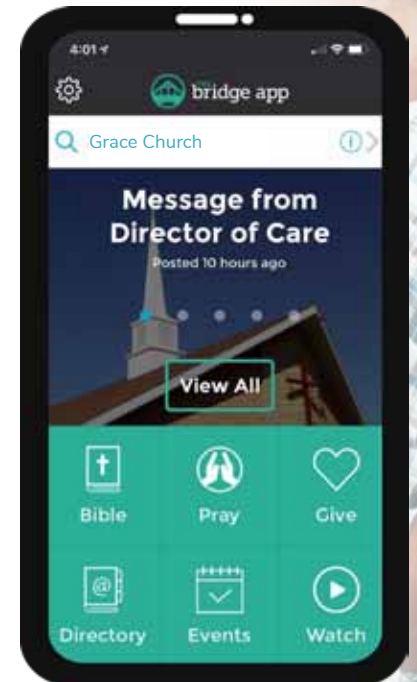 4:01
bridge app
Grace Church
Message from
Director of Care
Posted 10 hours ago
View All
Bible
Pray
Give
Directory
Events
Watch